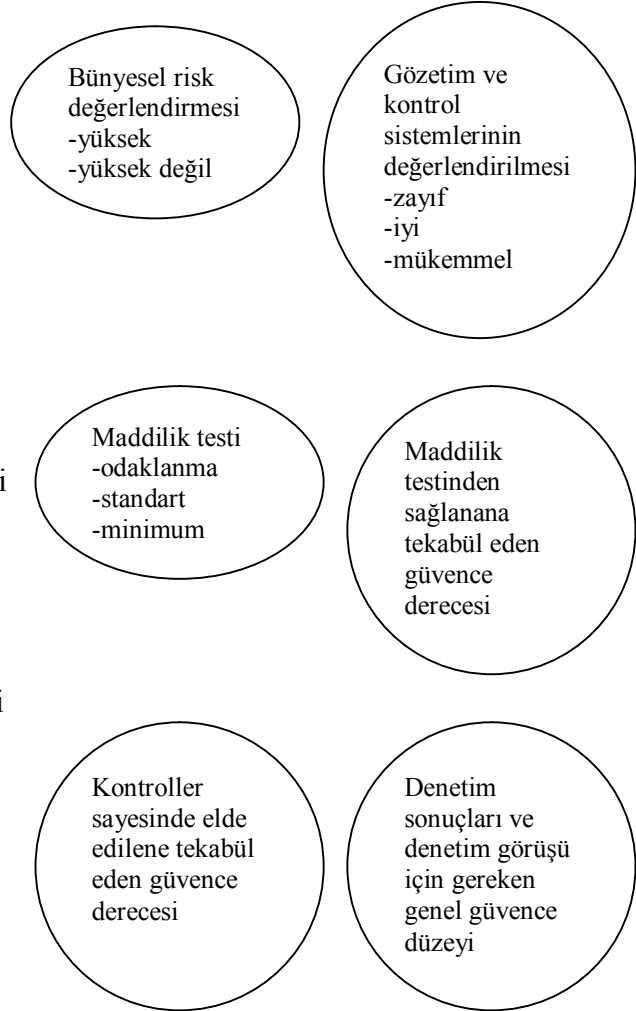 Bünyesel risk
değerlendirmesi
-yüksek
-yüksek değil
Gözetim ve
kontrol
sistemlerinin
değerlendirilmesi
-zayıf
-iyi
-mükemmel
i
Maddilik testi
-odaklanma
-standart
-minimum
Maddilik
testinden
sağlanana
tekabül eden
güvence
derecesi
i
Kontroller
sayesinde elde
edilene tekabül
eden güvence
derecesi
Denetim
sonuçları ve
denetim görüşü
için gereken
genel güvence
düzeyi